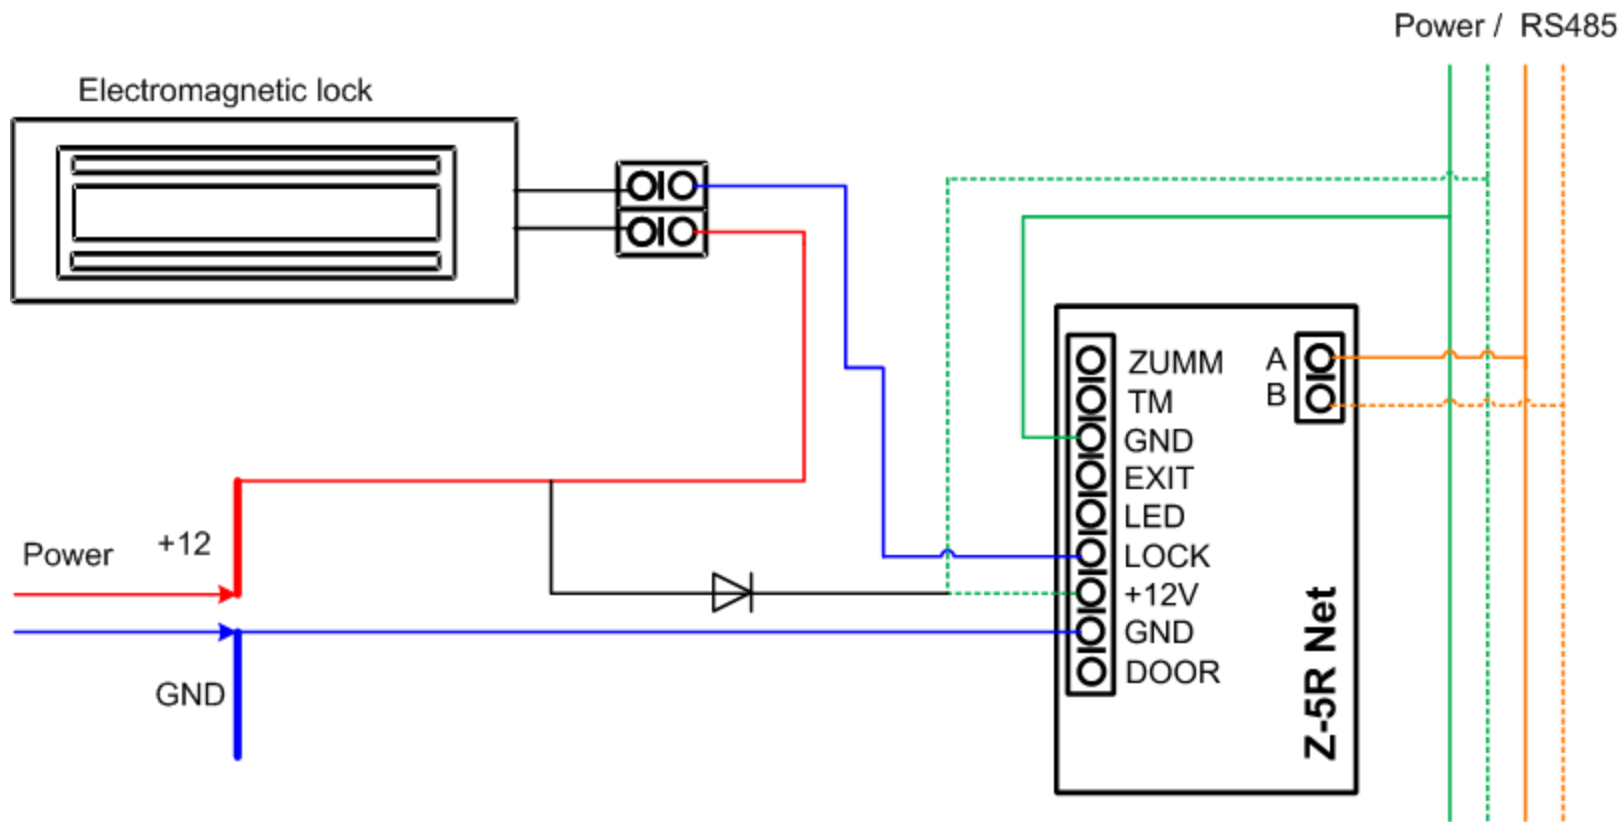 Power / RS485
Electromagnetic lock
ZUMM
TM
GND
EXIT
LED
LOCK
+12V
GND
DOOR
A
B
Z-5R Net
Power
+12
GND